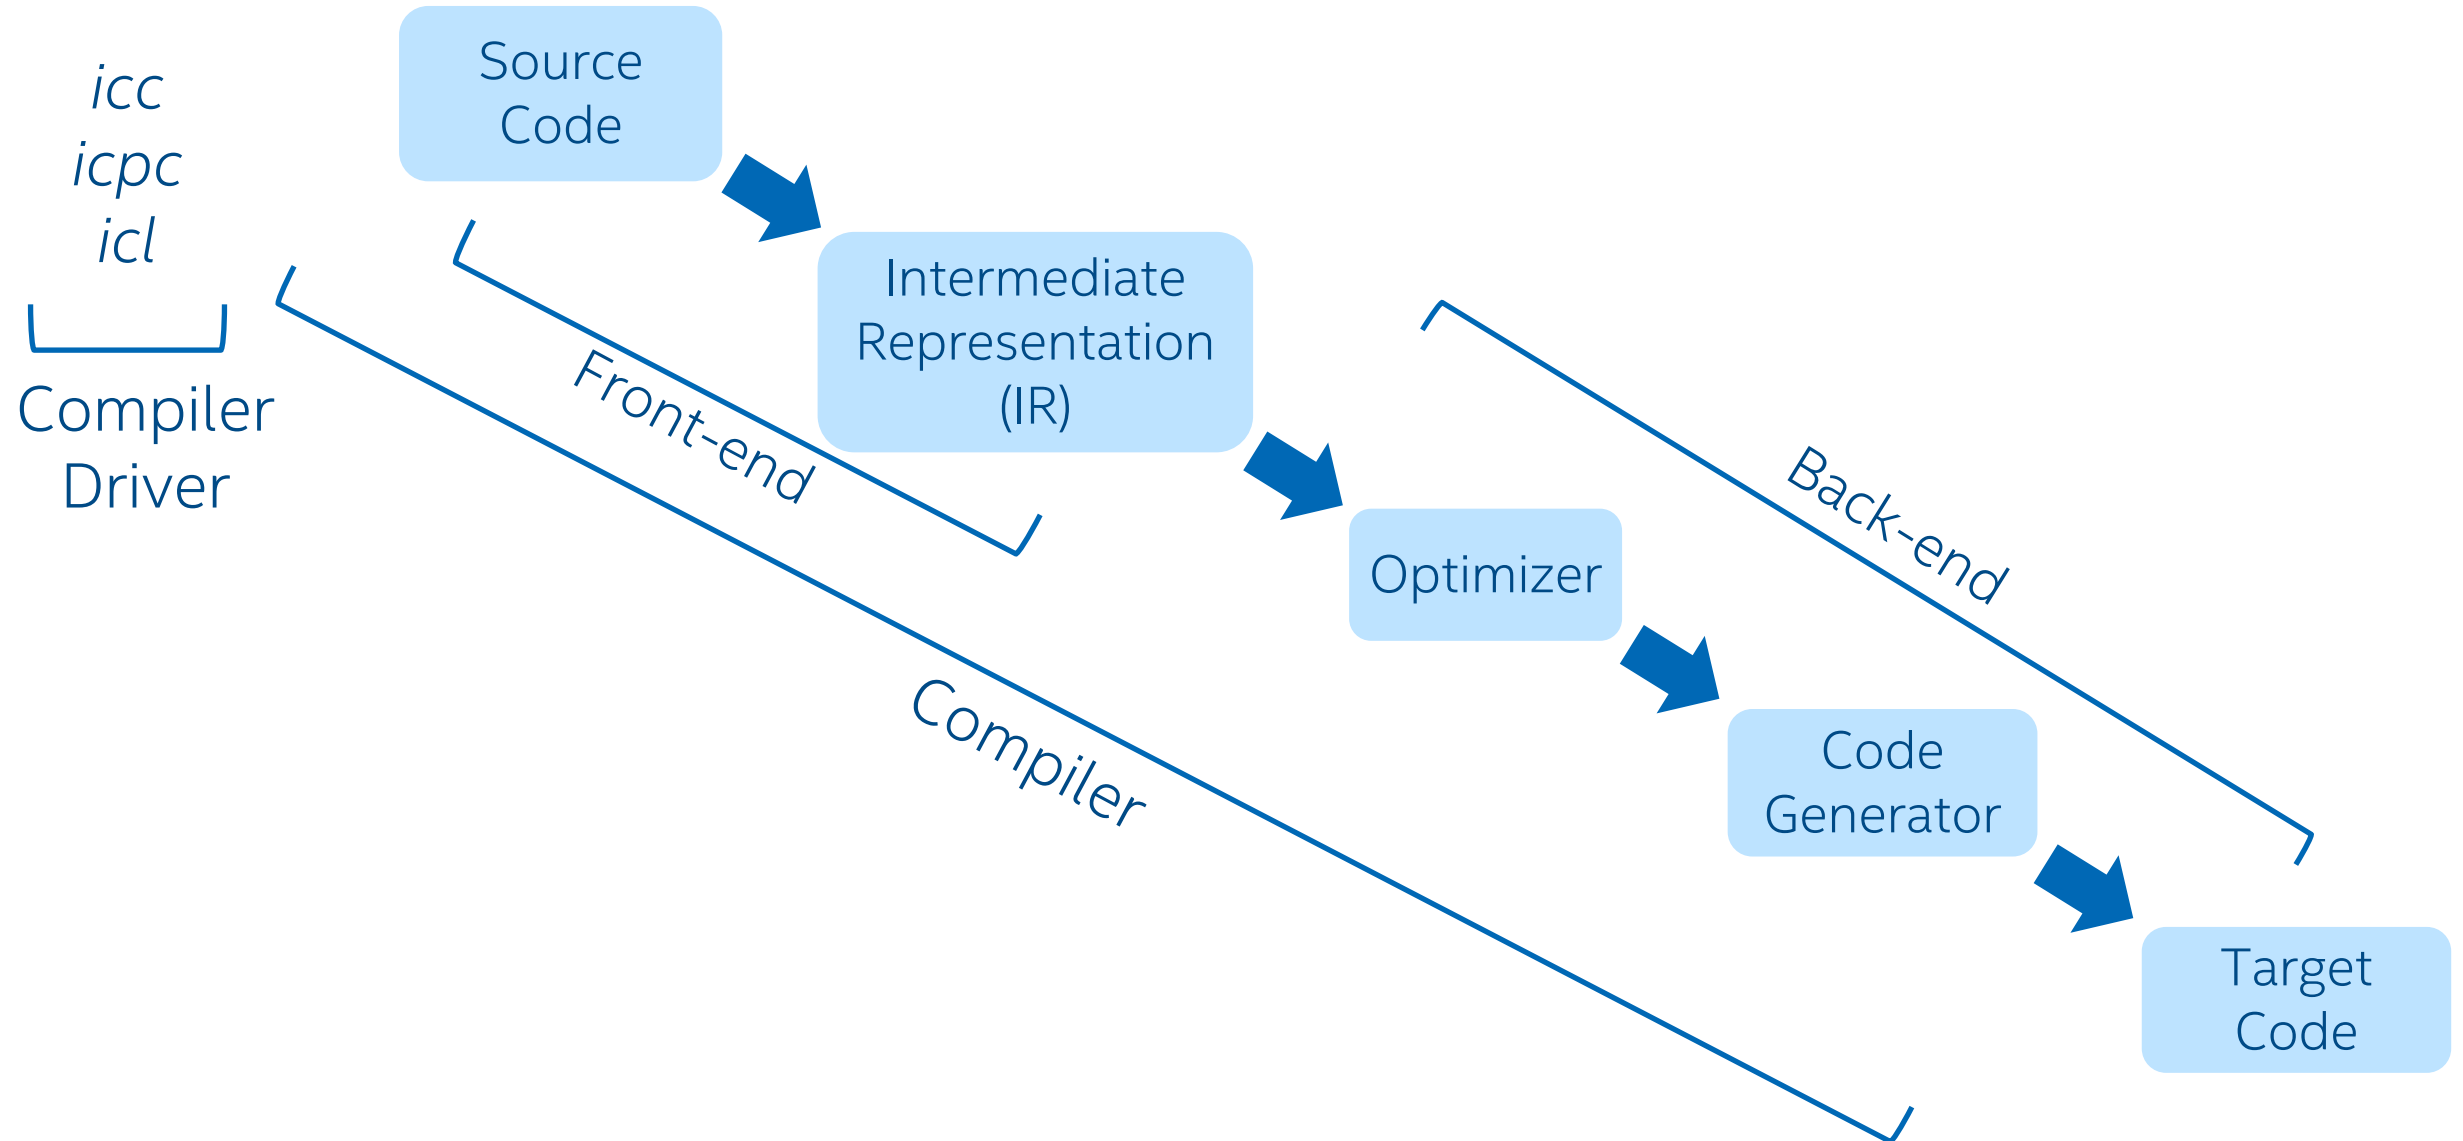 icc
icpc
icl
Compiler
Driver
Source
Code
Intermediate
Representation
(IR)
Front-end
Optimizer
Back-end
Compiler
Code
Generator
Target
Code